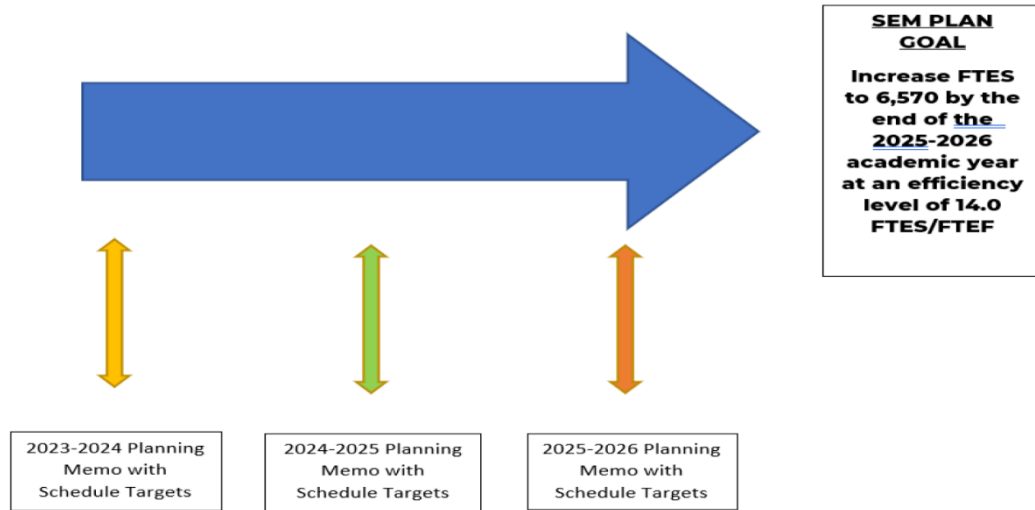 SEM PLAN
GOAL
Increase FTES
to 6,570 by the
end of the
2025-2026
academic year
at an efficiency
level of 14.0
FTES/FTEF
2023-2024 Planning
Memo with
Schedule Targets
2024-2025 Planning
Memo with
Schedule Targets
2025-2026 Planning
Memo with
Schedule Targets